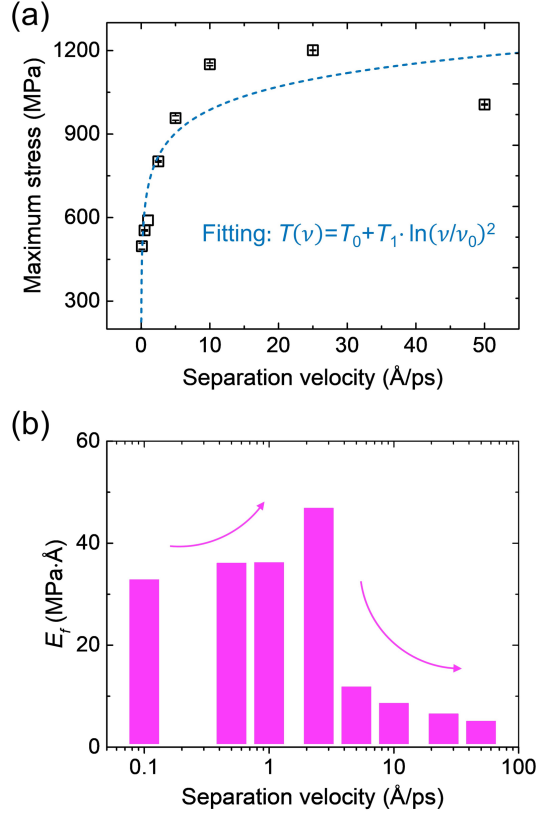 (a)
1200
900
600
300
Maximum stress (MPa)
Fitting: T(ν)=T₀+T₁·ln(ν/ν₀)²
0 10 20 30 40 50
Separation velocity (Å/ps)
(b)
60
40
20
0
E_f (MPa·Å)
0.1 1 10 100
Separation velocity (Å/ps)